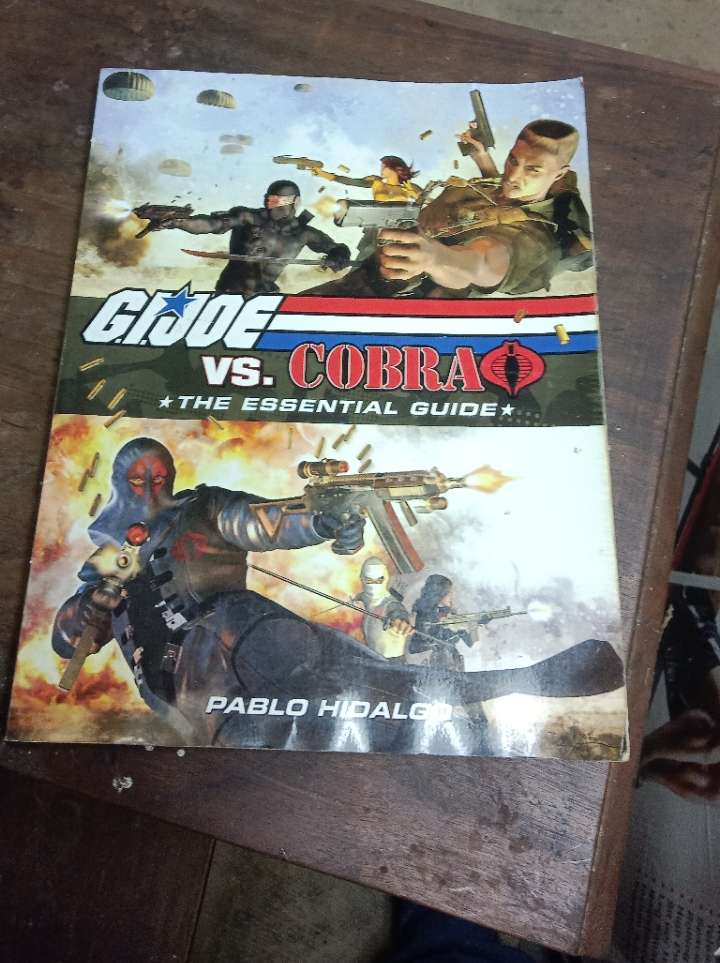 G.I.JOE
VS. COBRA
★THE ESSENTIAL GUIDE★
PABLO HIDALGO